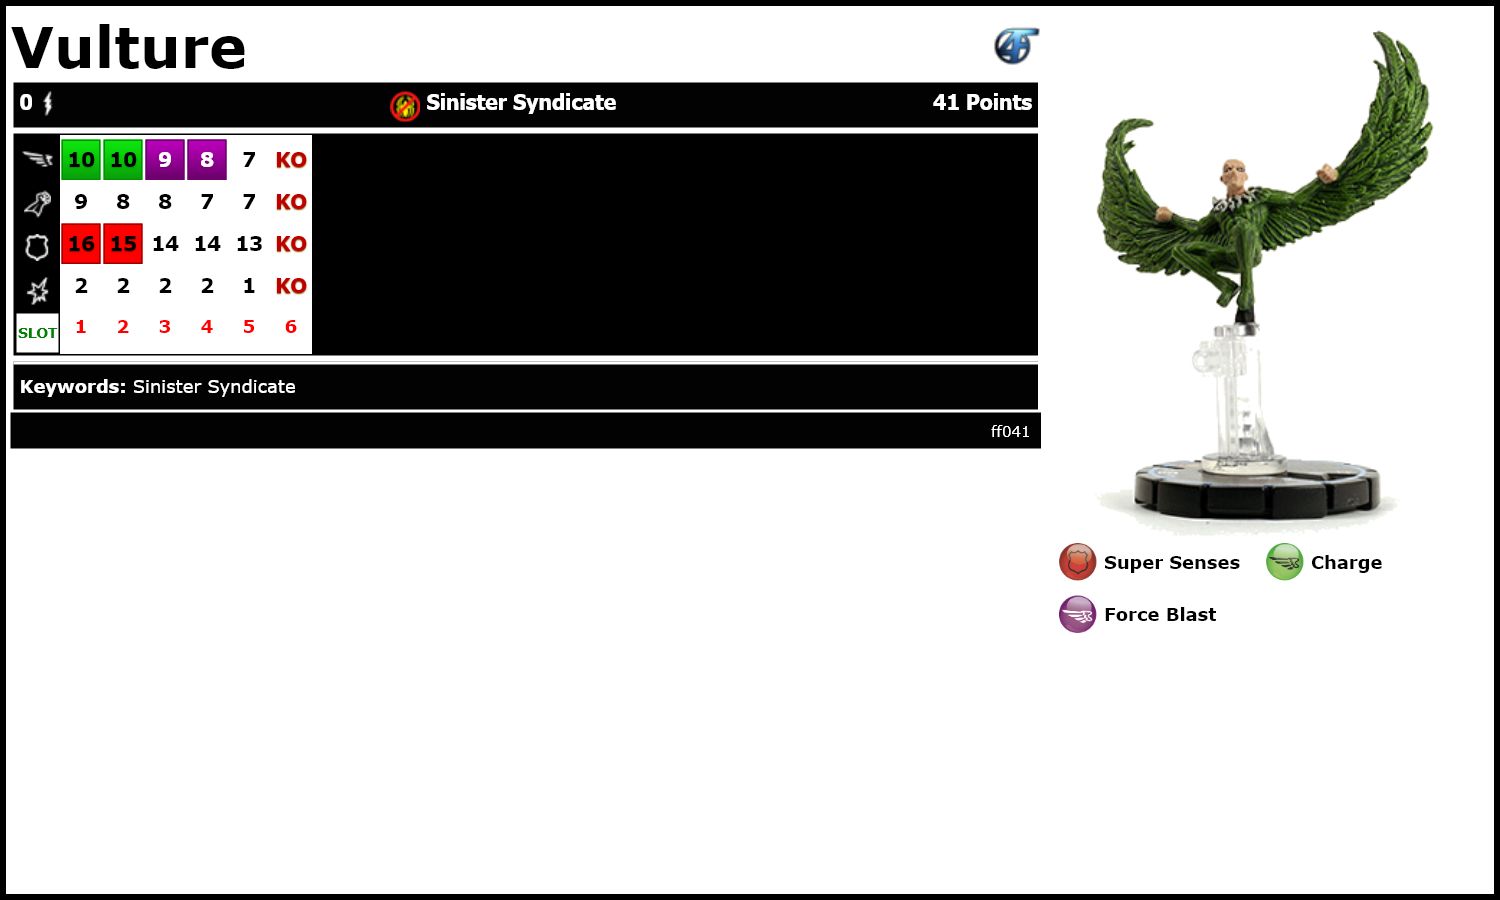 Vulture
0 Sinister Syndicate 41 Points
10 10 9 8 7 KO
9 8 8 7 7 KO
16 15 14 14 13 KO
2 2 2 2 1 KO
SLOT 1 2 3 4 5 6
Keywords: Sinister Syndicate
ff041
Super Senses Charge
Force Blast